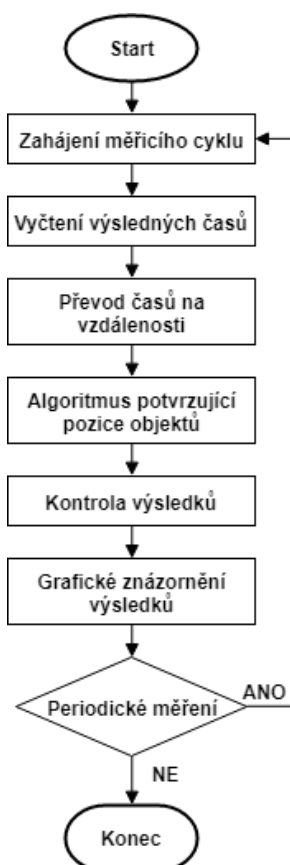 Start
Zahájení měřicího cyklu
Vyčtení výsledných časů
Převod časů na
vzdálenosti
Algoritmus potvrzující
pozice objektů
Kontrola výsledků
Grafické znázornění
výsledků
Periodické měření
ANO
NE
Konec